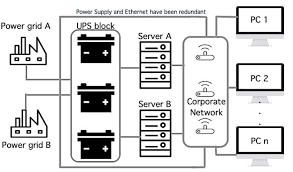 Power Supply and Ethernet have been redundant
Power grid A
UPS block
Server A
PC 1
PC 2
Server B
Corporate
Network
Power grid B
PC n